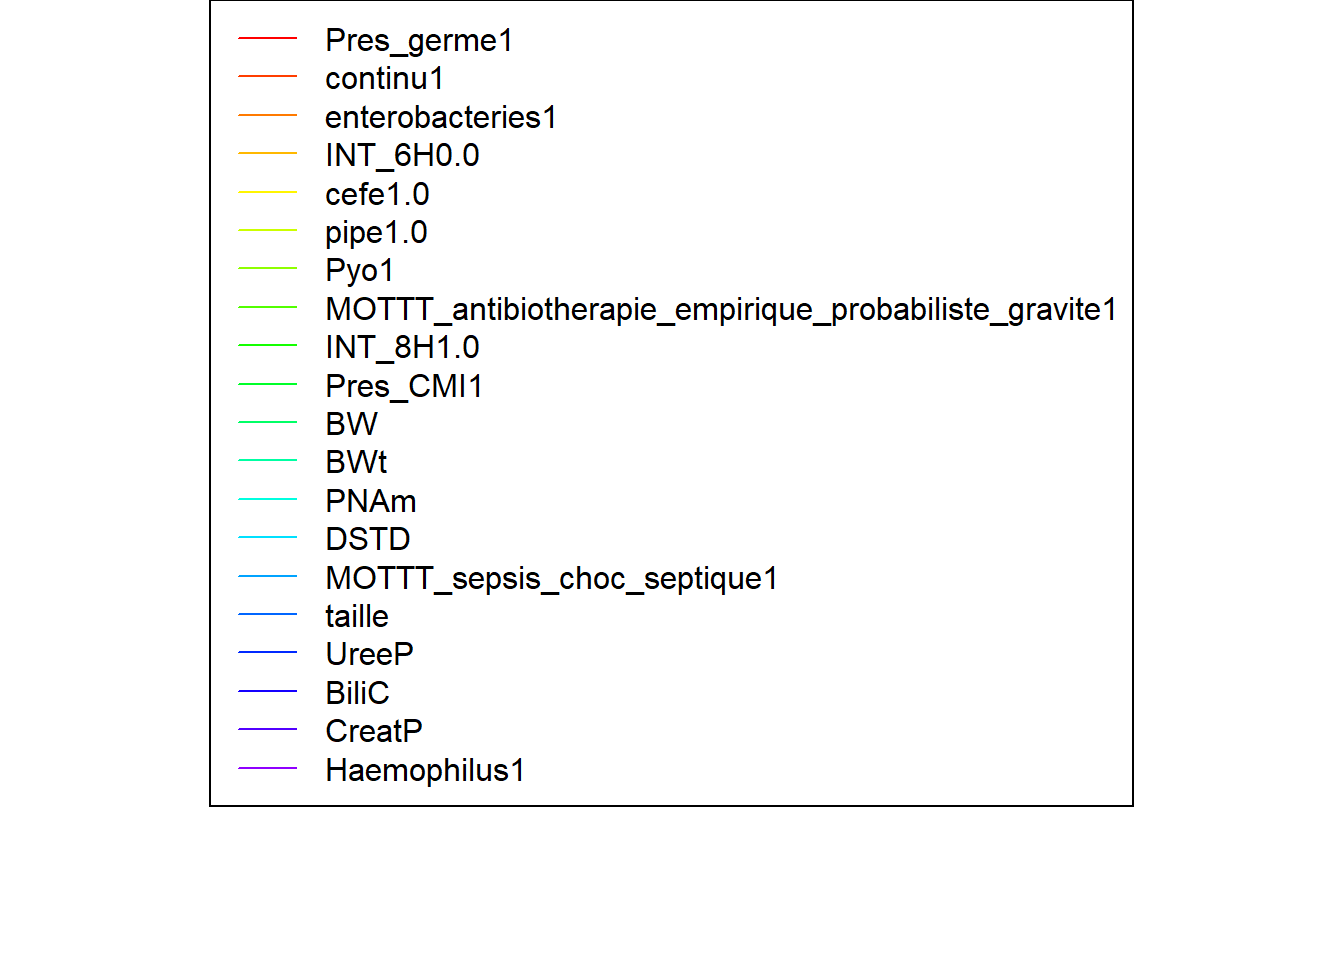 Pres_germe1
continu1
enterobacteries1
INT_6H0.0
cefe1.0
pipe1.0
Pyo1
MOTTT_antibiotherapie_empirique_probabiliste_gravite1
INT_8H1.0
Pres_CMI1
BW
BWt
PNAm
DSTD
MOTTT_sepsis_choc_septique1
taille
UreeP
BiliC
CreatP
Haemophilus1